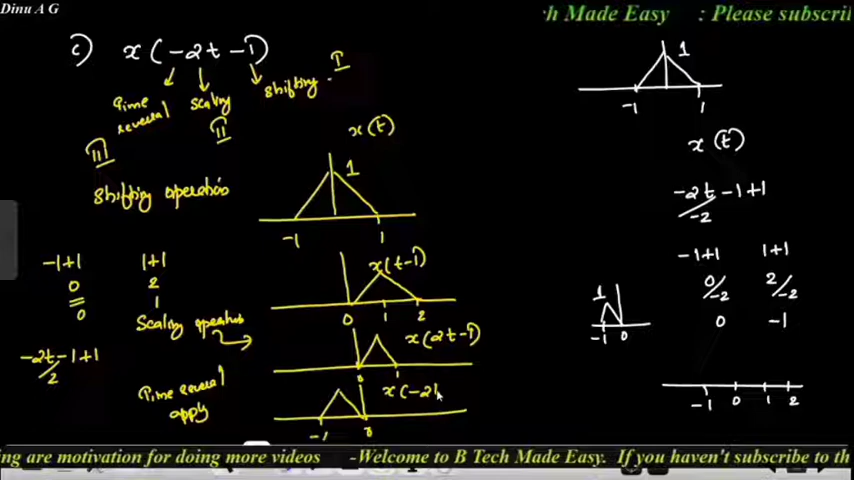 Dinu A G
h Made Easy : Please subscri
c) x(-2t-1)
Time reversal
scaling
shifting.
I
II
III
x(t)
1
-1 1
Shifting operation
-1+1 1+1
0 2
0 1
x(t-1)
0 1 2
Scaling operation
x(2t-1)
0 1
-2t-1+1
2
Time reversal
apply
x(-2t
-1 0
1
-1 1
x(t)
-2t-1+1
-2
-1+1 1+1
0/-2 2/-2
0 -1
1
-1 0
-1 0 1 2
ing are motivation for doing more videos -Welcome to B Tech Made Easy. If you haven't subscribe to th